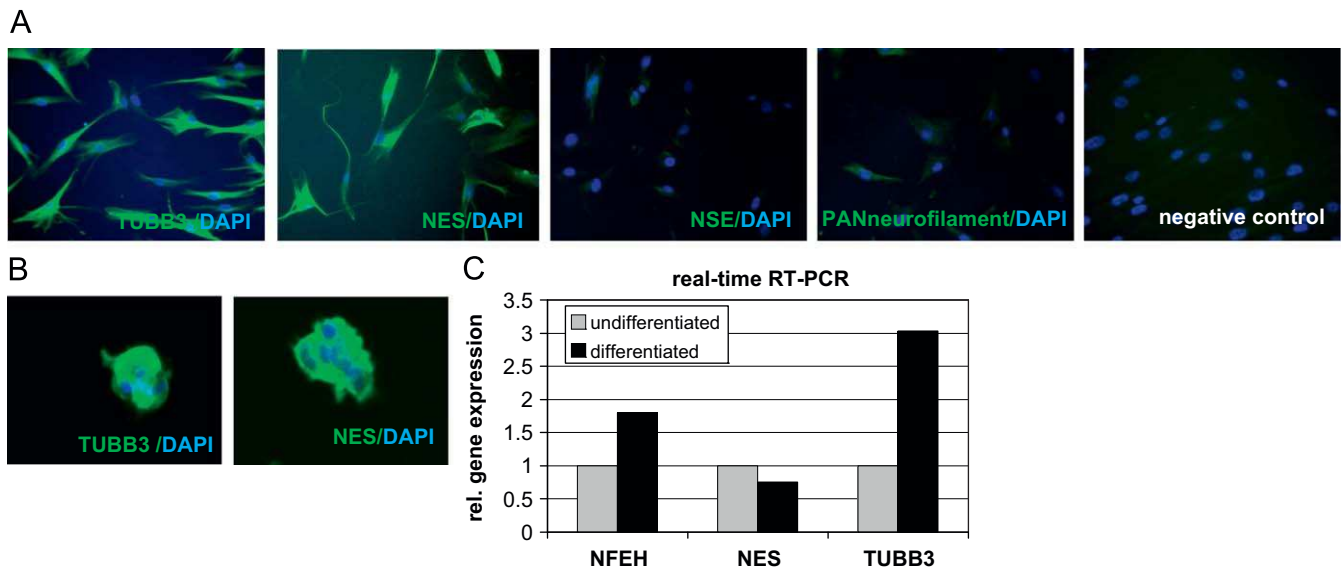 A
TUBB3 /DAPI
NES/DAPI
NSE/DAPI
PANneurofilament/DAPI
negative control
B
TUBB3 /DAPI
NES/DAPI
C
real-time RT-PCR
rel. gene expression
3.5
3
2.5
2
1.5
1
0.5
0
undifferentiated
differentiated
NFEH
NES
TUBB3